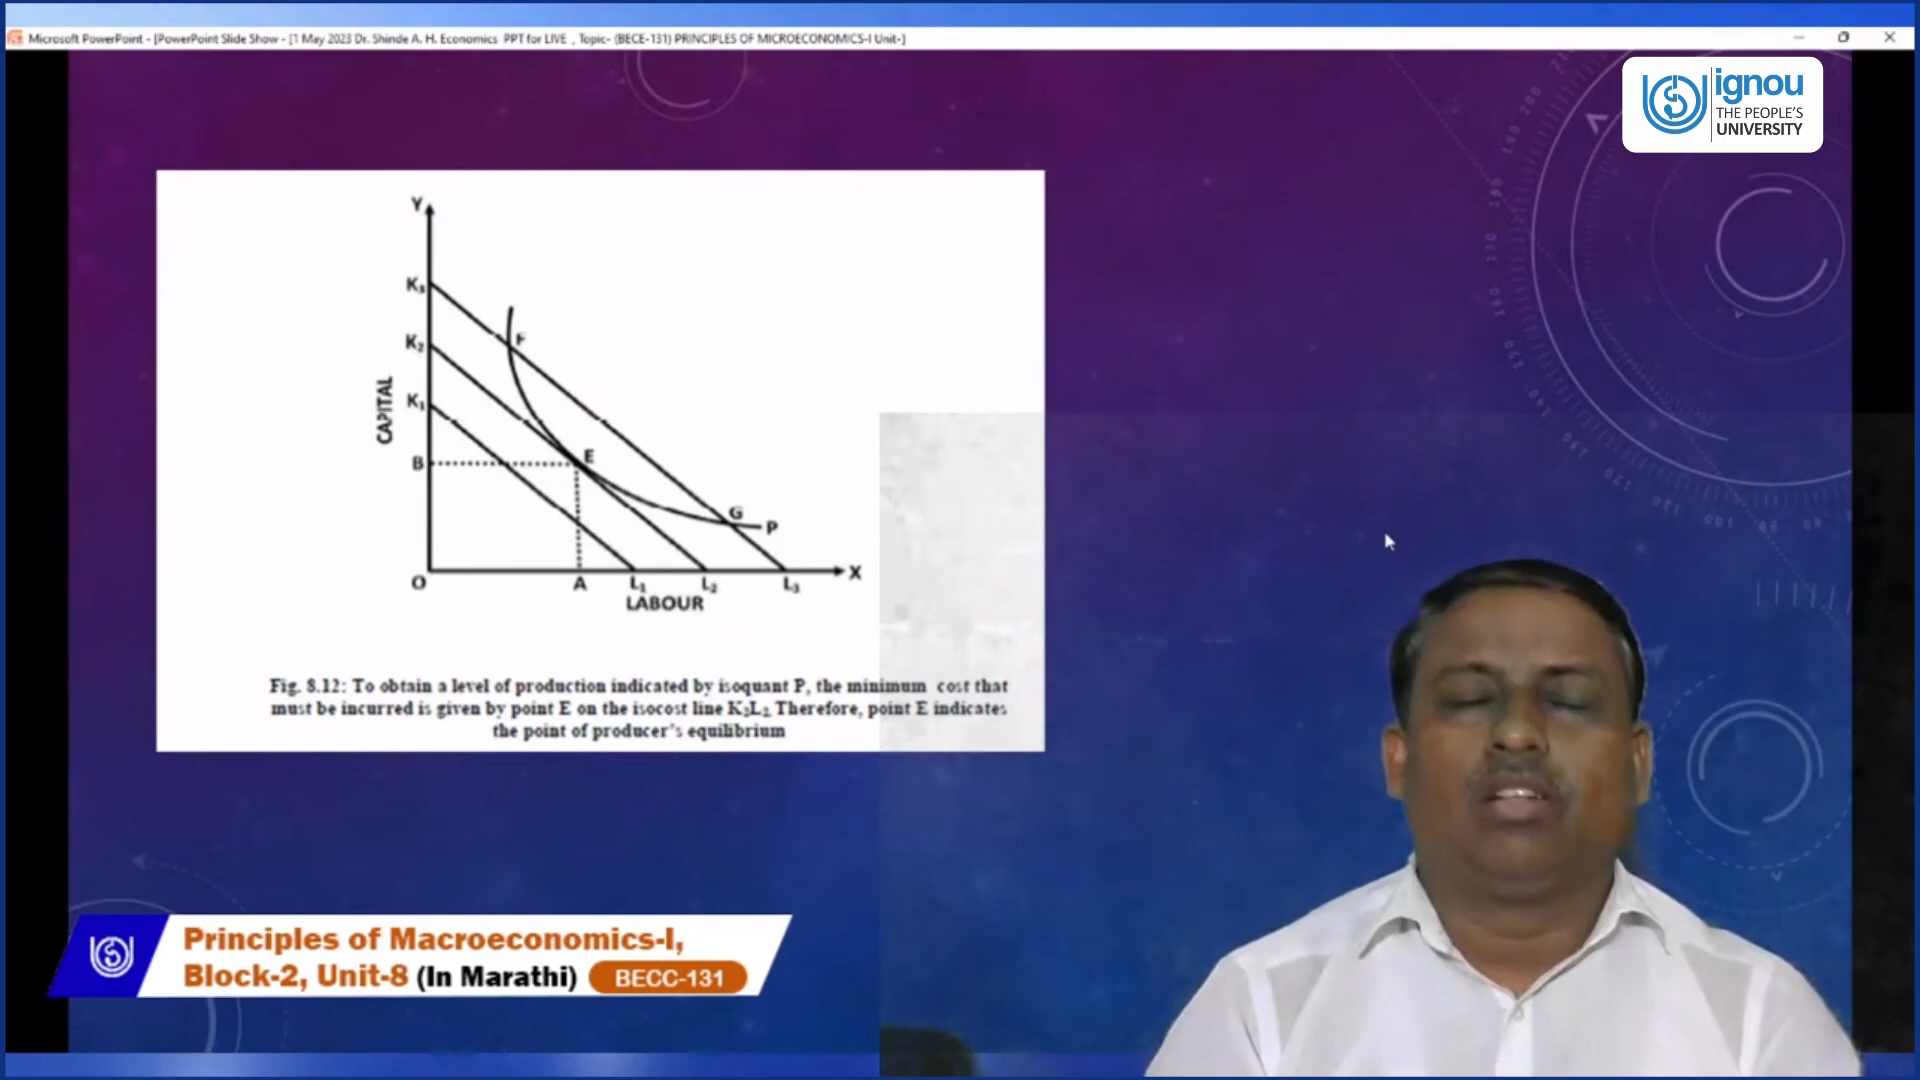 Microsoft PowerPoint - [PowerPoint Slide Show - [1 May 2023 Dr. Shinde A. H. Economics PPT for LIVE , Topic- (BECE-131) PRINCIPLES OF MICROECONOMICS-I Unit-]
ignou
THE PEOPLE'S
UNIVERSITY
Y
K3
F
K2
K1
CAPITAL
E
B
G
P
O
A
L1
L2
L3
X
LABOUR
Fig. 8.12: To obtain a level of production indicated by isoquant P, the minimum cost that
must be incurred is given by point E on the isocost line K2L2 Therefore, point E indicates
the point of producer's equilibrium
Principles of Macroeconomics-I,
Block-2, Unit-8 (In Marathi) BECC-131